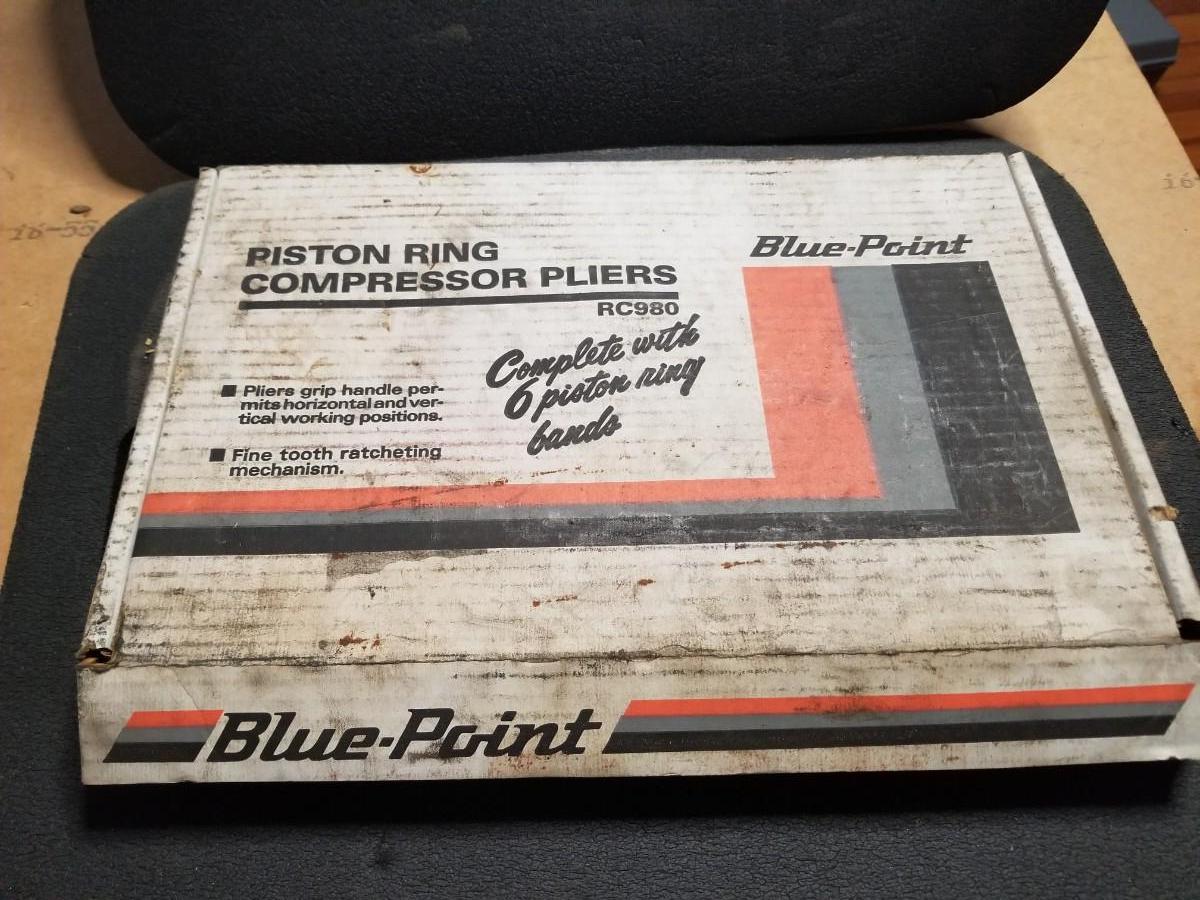 PISTON RING
COMPRESSOR PLIERS
RC980
Blue-Point
Complete with
6 piston ring
bands
■ Pliers grip handle per-
mits horizontal and ver-
tical working positions.
■ Fine tooth ratcheting
mechanism.
Blue-Point